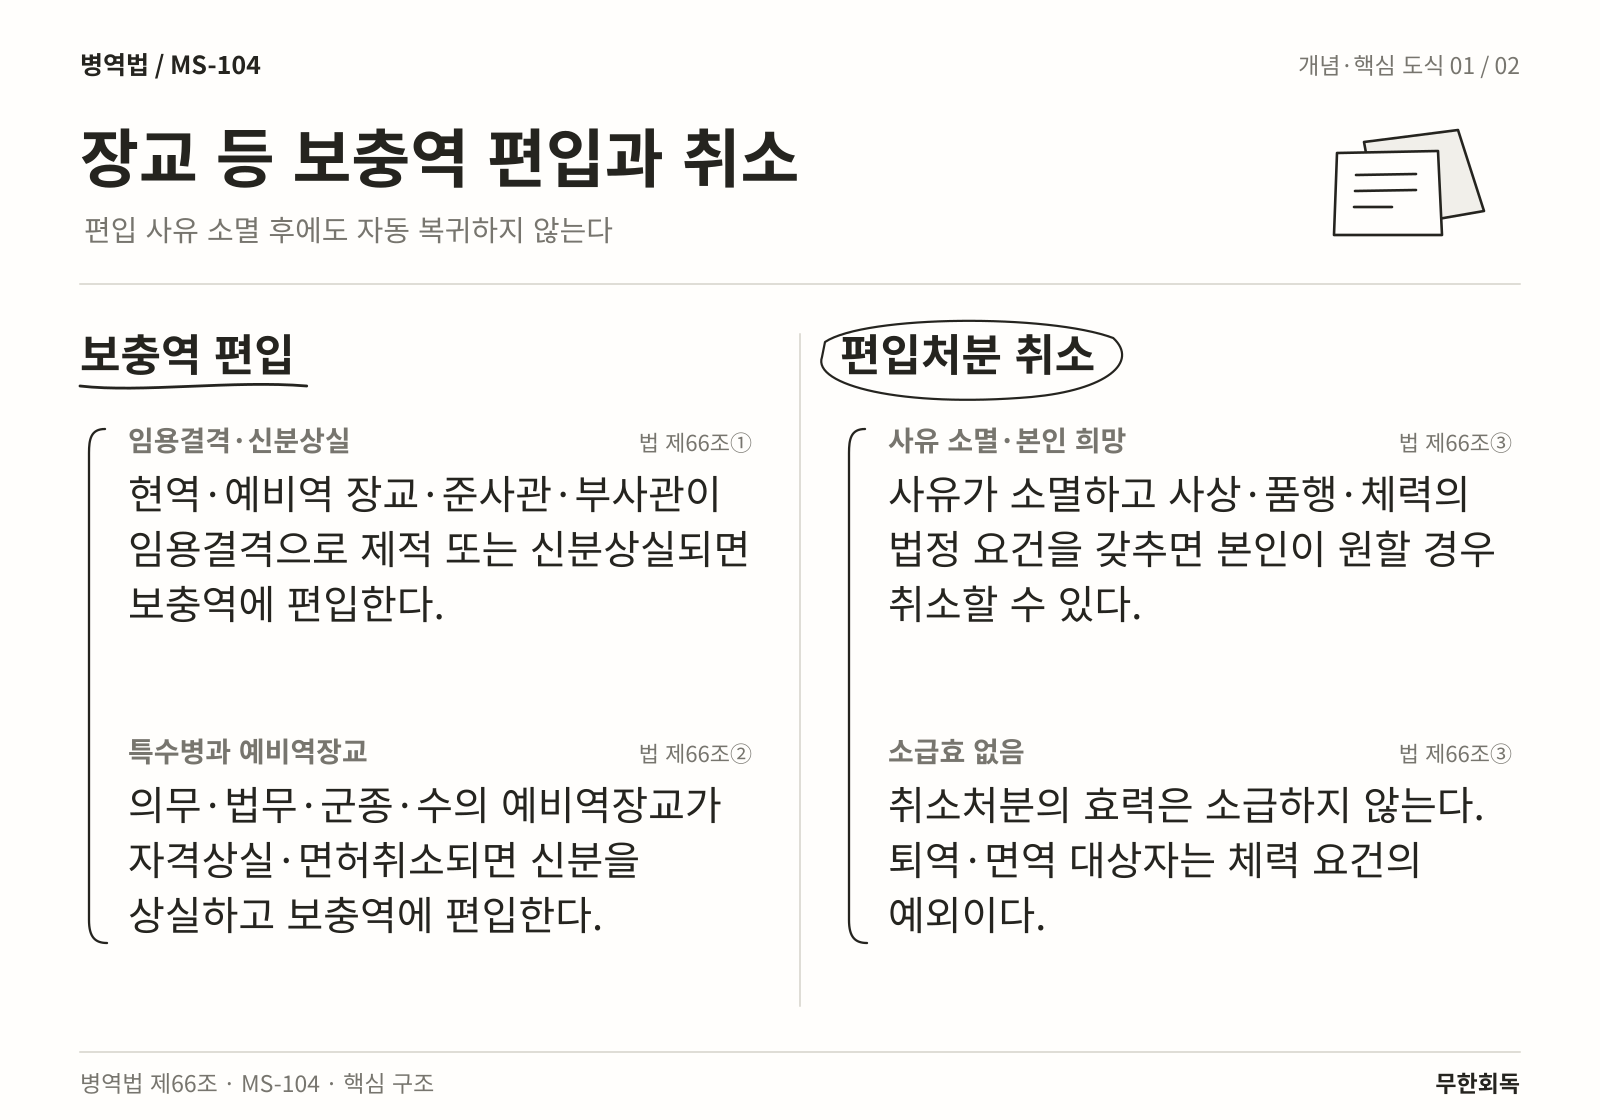 병역법 / MS-104
개념·핵심 도식 01 / 02
장교 등 보충역 편입과 취소
편입 사유 소멸 후에도 자동 복귀하지 않는다
보충역 편입
임용결격·신분상실
법 제66조①
현역·예비역 장교·준사관·부사관이
임용결격으로 제적 또는 신분상실되면
보충역에 편입한다.
특수병과 예비역장교
법 제66조②
의무·법무·군종·수의 예비역장교가
자격상실·면허취소되면 신분을
상실하고 보충역에 편입한다.
편입처분 취소
사유 소멸·본인 희망
법 제66조③
사유가 소멸하고 사상·품행·체력의
법정 요건을 갖추면 본인이 원할 경우
취소할 수 있다.
소급효 없음
법 제66조③
취소처분의 효력은 소급하지 않는다.
퇴역·면역 대상자는 체력 요건의
예외이다.
병역법 제66조 · MS-104 · 핵심 구조
무한회독